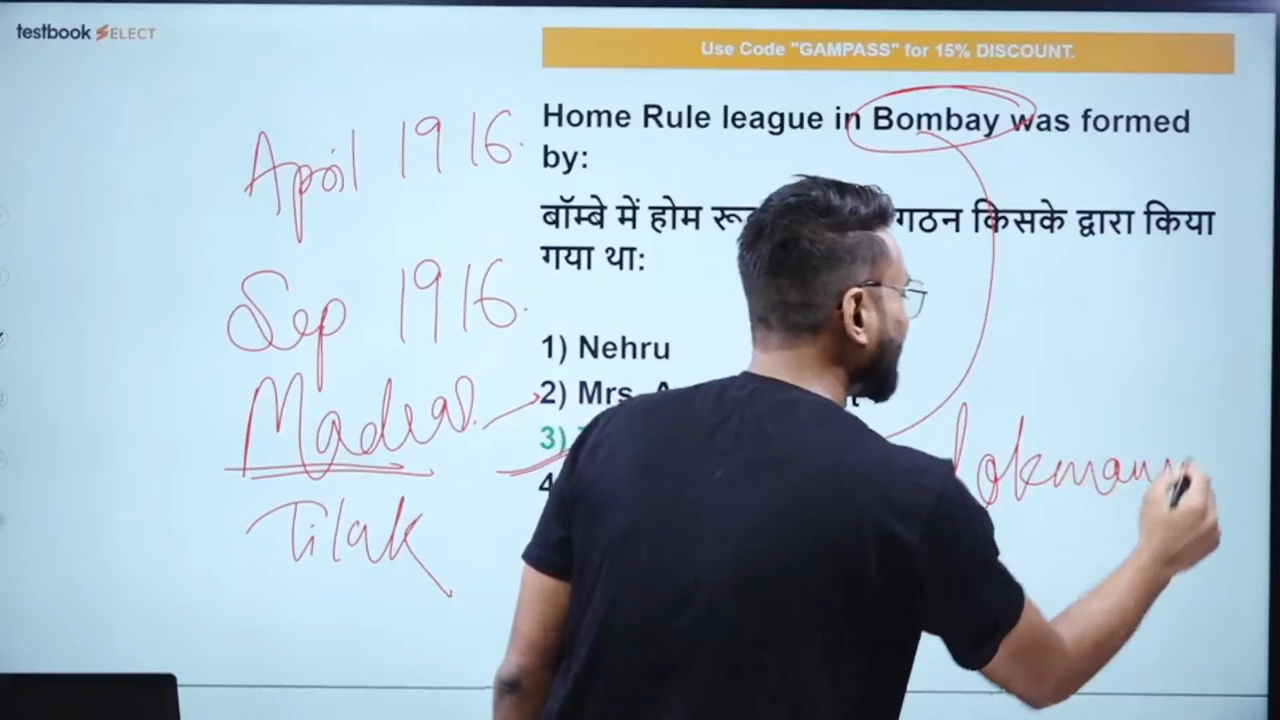 testbook SELECT
Use Code "GAMPASS" for 15% DISCOUNT.
Home Rule league in Bombay was formed
by:
बॉम्बे में होम गठन किसके द्वारा किया
गया था:
1) Nehru
2) Mrs.
3)
4
April 1916.
Sep 1916.
Madras.
Tilak